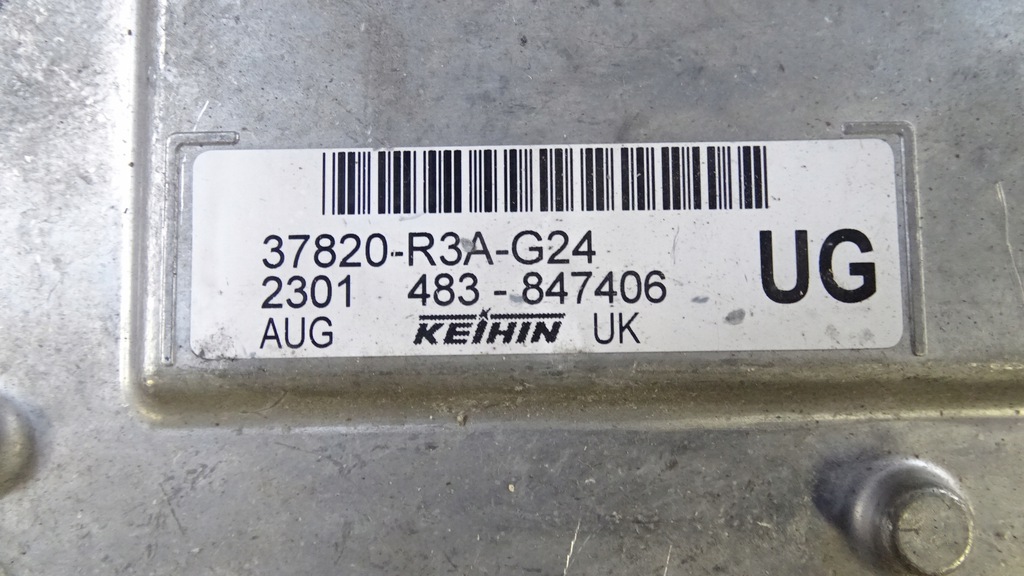 37820-R3A-G24
2301 483 - 847406 UG
AUG KEIHIN UK